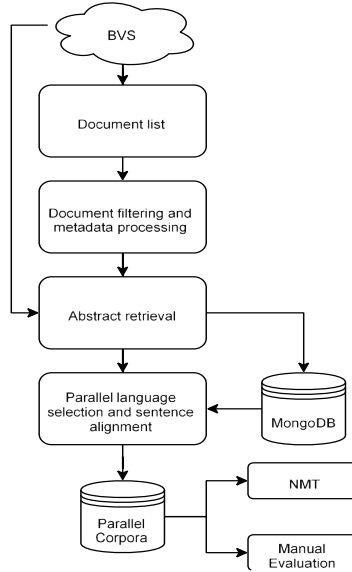 BVS
Document list
Document filtering and
metadata processing
Abstract retrieval
Parallel language
selection and sentence
alignment
MongoDB
Parallel
Corpora
NMT
Manual
Evaluation